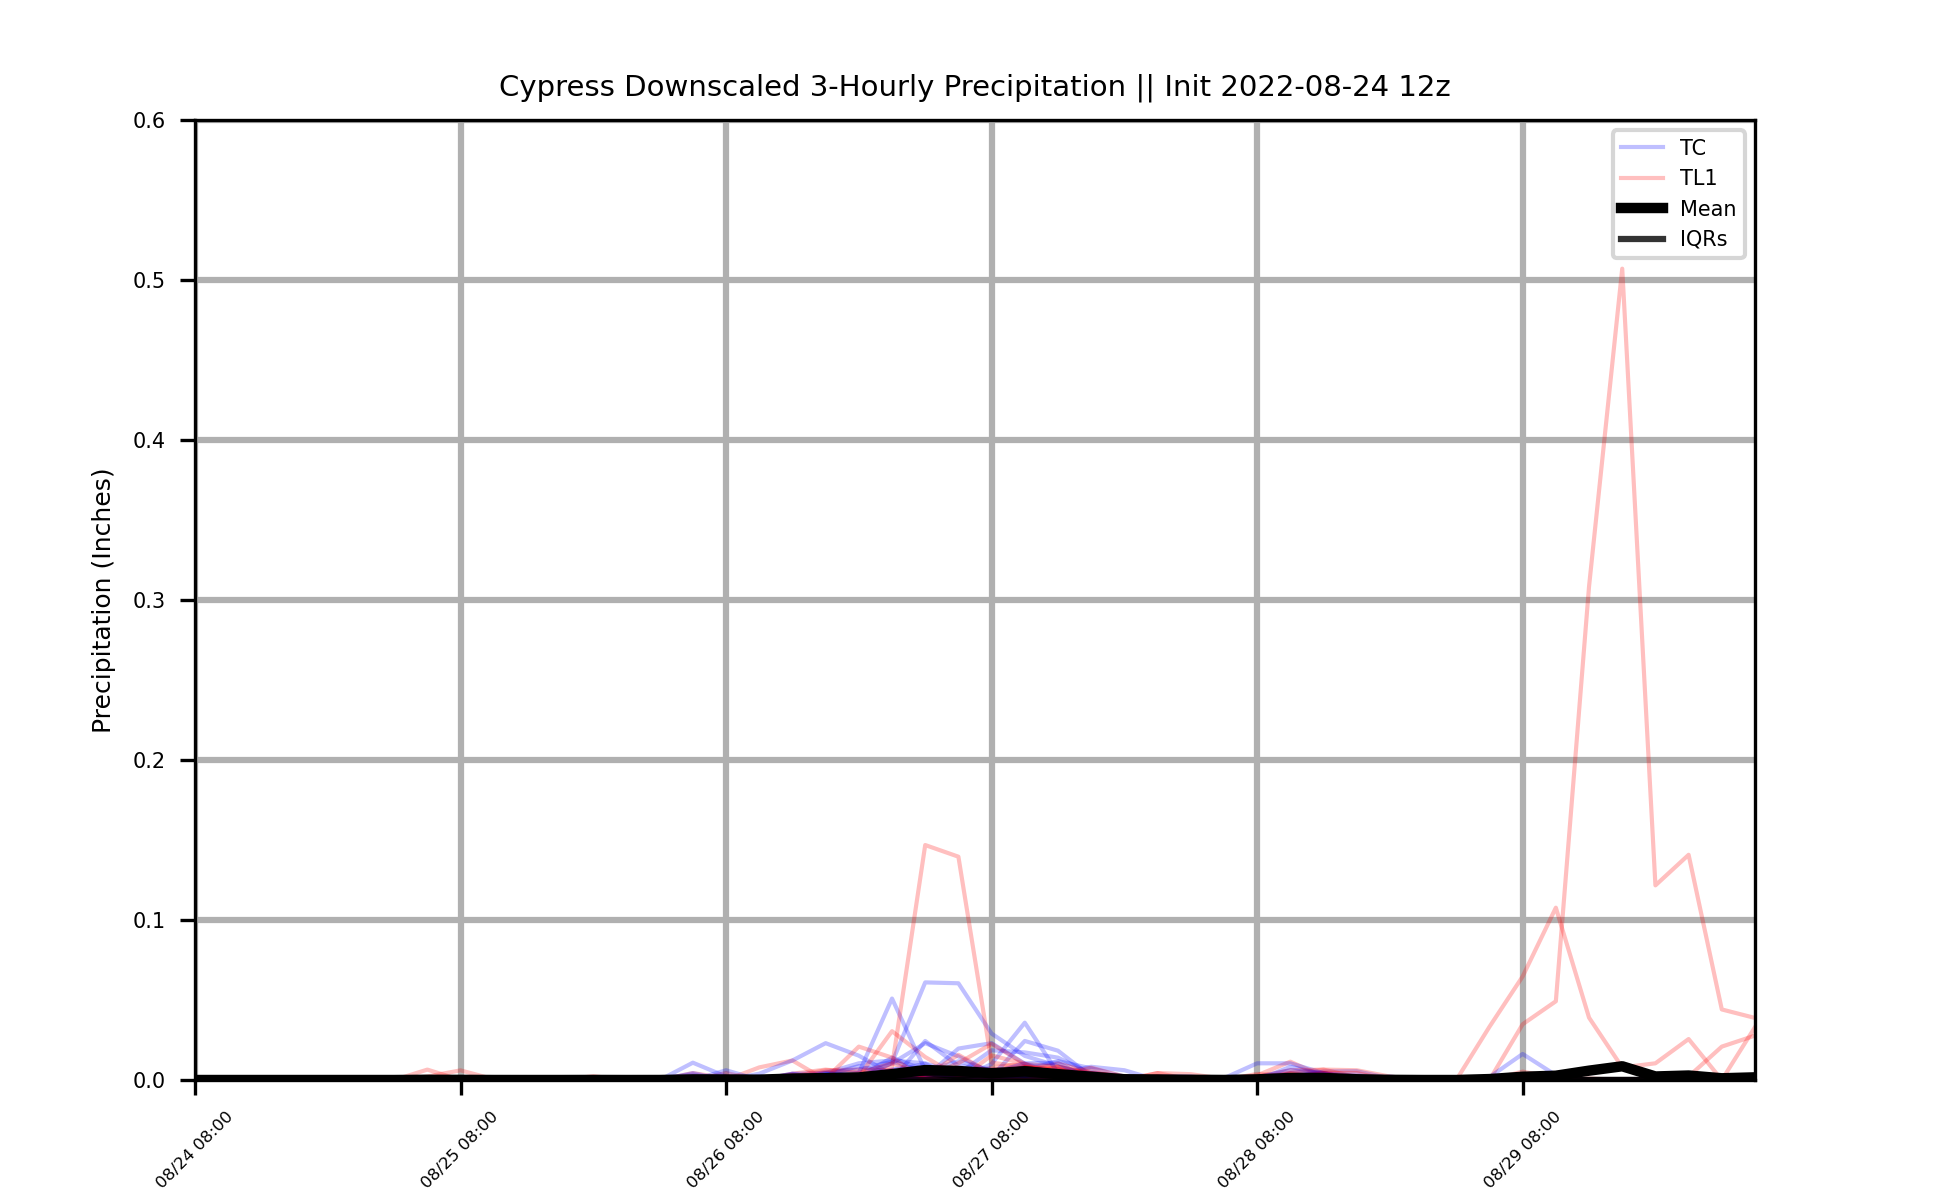 Cypress Downscaled 3-Hourly Precipitation || Init 2022-08-24 12z
Precipitation (Inches)
0.6
0.5
0.4
0.3
0.2
0.1
0.0
TC
TL1
Mean
IQRs
08/24 08:00
08/25 08:00
08/26 08:00
08/27 08:00
08/28 08:00
08/29 08:00